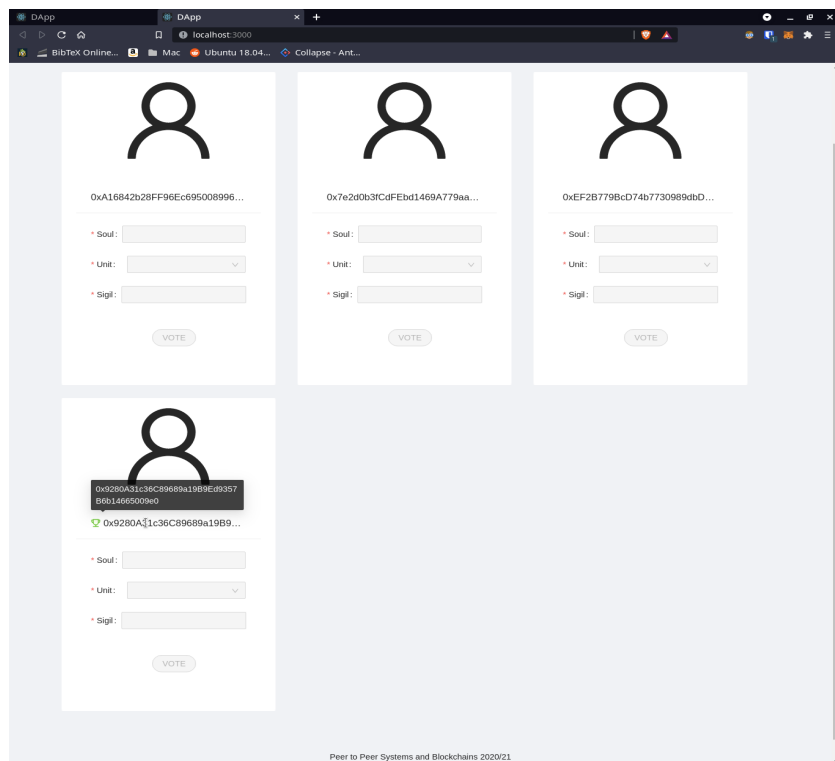 DApp
DApp
localhost:3000
BibTeX Online...
a
Mac
Ubuntu 18.04...
Collapse - Ant...
0xA16842b28FF96Ec695008996...
0x7e2d0b3fCdFEbd1469A779aa...
0xEF2B779BcD74b7730989dbD...
* Soul:
* Soul:
* Soul:
* Unit:
* Unit:
* Unit:
* Sigil:
* Sigil:
* Sigil:
VOTE
VOTE
VOTE
0x9280A31c36C89689a19B9Ed9357
B6b14665009e0
0x9280A31c36C89689a19B9...
* Soul:
* Unit:
* Sigil:
VOTE
Peer to Peer Systems and Blockchains 2020/21